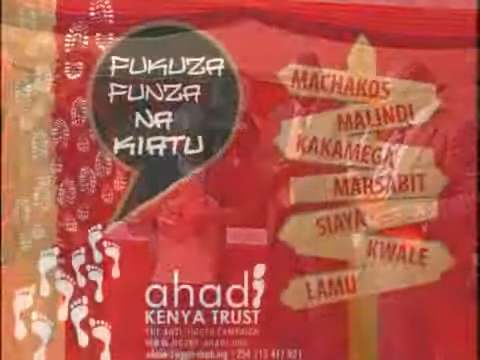 FUKUZA
FUNZA
NA
KIATU
MACHAKOS
MALINDI
KAKAMEGA
MARSABIT
SIAYA
KWALE
LAMU
ahadi
KENYA TRUST
THE ANTI-JIGGER CAMPAIGN